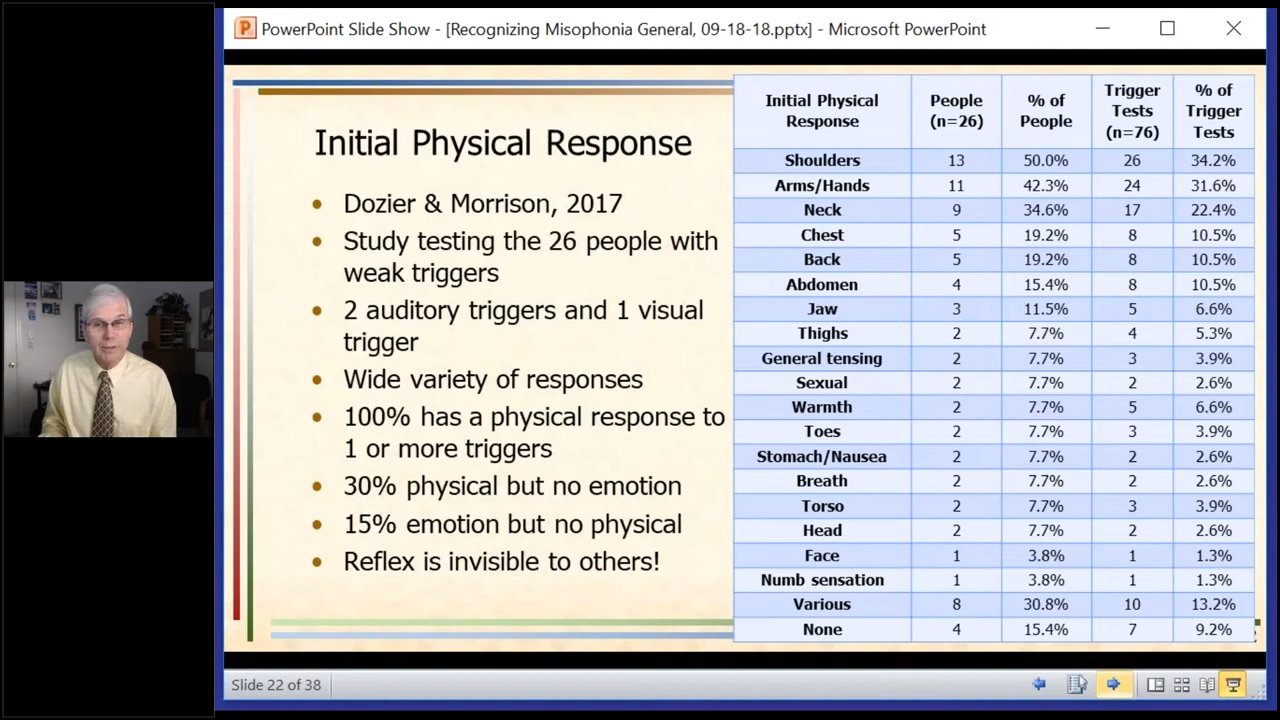 PowerPoint Slide Show - [Recognizing Misophonia General, 09-18-18.pptx] - Microsoft PowerPoint
Initial Physical Response
• Dozier & Morrison, 2017
• Study testing the 26 people with
weak triggers
• 2 auditory triggers and 1 visual
trigger
• Wide variety of responses
• 100% has a physical response to
1 or more triggers
• 30% physical but no emotion
• 15% emotion but no physical
• Reflex is invisible to others!
Initial Physical Response People (n=26) % of People Trigger Tests (n=76) % of Trigger Tests
Shoulders 13 50.0% 26 34.2%
Arms/Hands 11 42.3% 24 31.6%
Neck 9 34.6% 17 22.4%
Chest 5 19.2% 8 10.5%
Back 5 19.2% 8 10.5%
Abdomen 4 15.4% 8 10.5%
Jaw 3 11.5% 5 6.6%
Thighs 2 7.7% 4 5.3%
General tensing 2 7.7% 3 3.9%
Sexual 2 7.7% 2 2.6%
Warmth 2 7.7% 5 6.6%
Toes 2 7.7% 3 3.9%
Stomach/Nausea 2 7.7% 2 2.6%
Breath 2 7.7% 2 2.6%
Torso 2 7.7% 3 3.9%
Head 2 7.7% 2 2.6%
Face 1 3.8% 1 1.3%
Numb sensation 1 3.8% 1 1.3%
Various 8 30.8% 10 13.2%
None 4 15.4% 7 9.2%
Slide 22 of 38